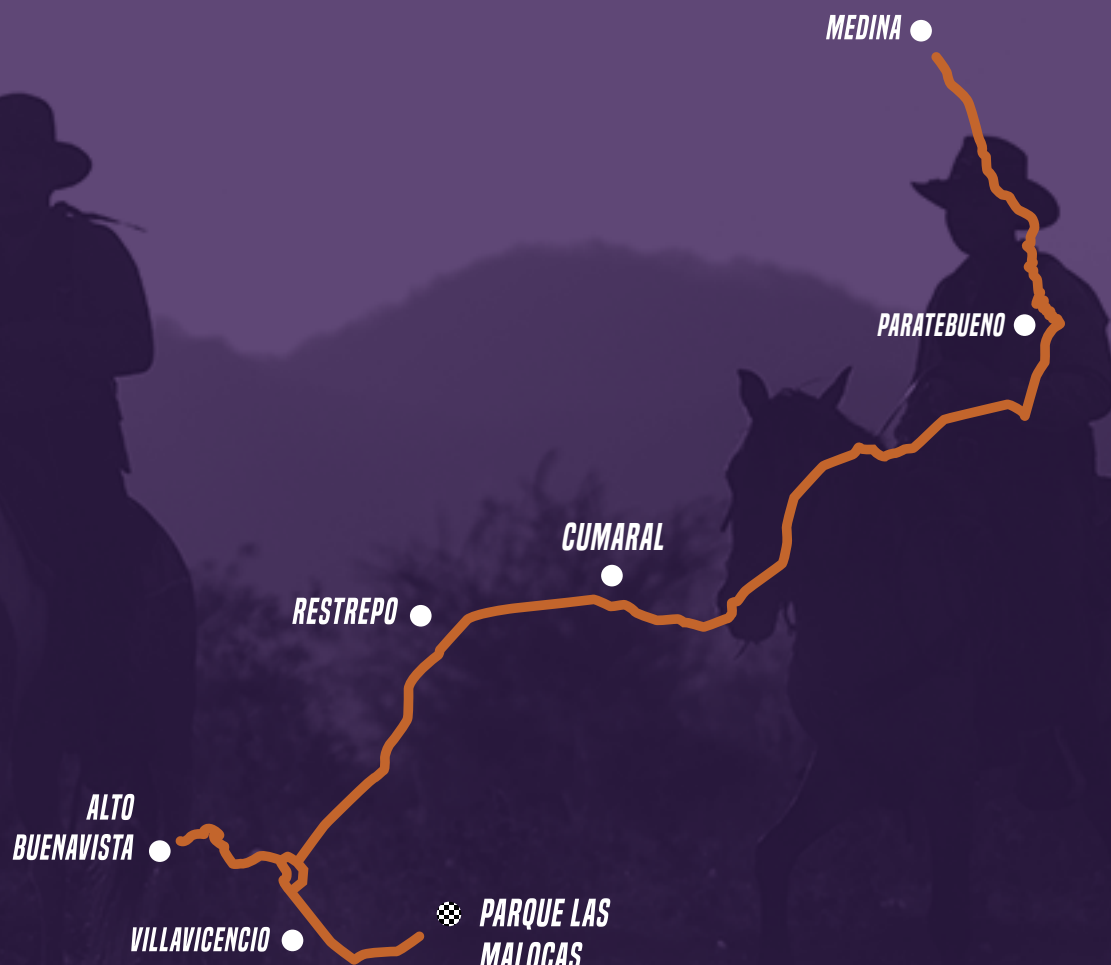 MEDINA
PARATEBUENO
CUMARAL
RESTREPO
ALTO
BUENAVISTA
PARQUE LAS
MALOCAS
VILLAVICENCIO